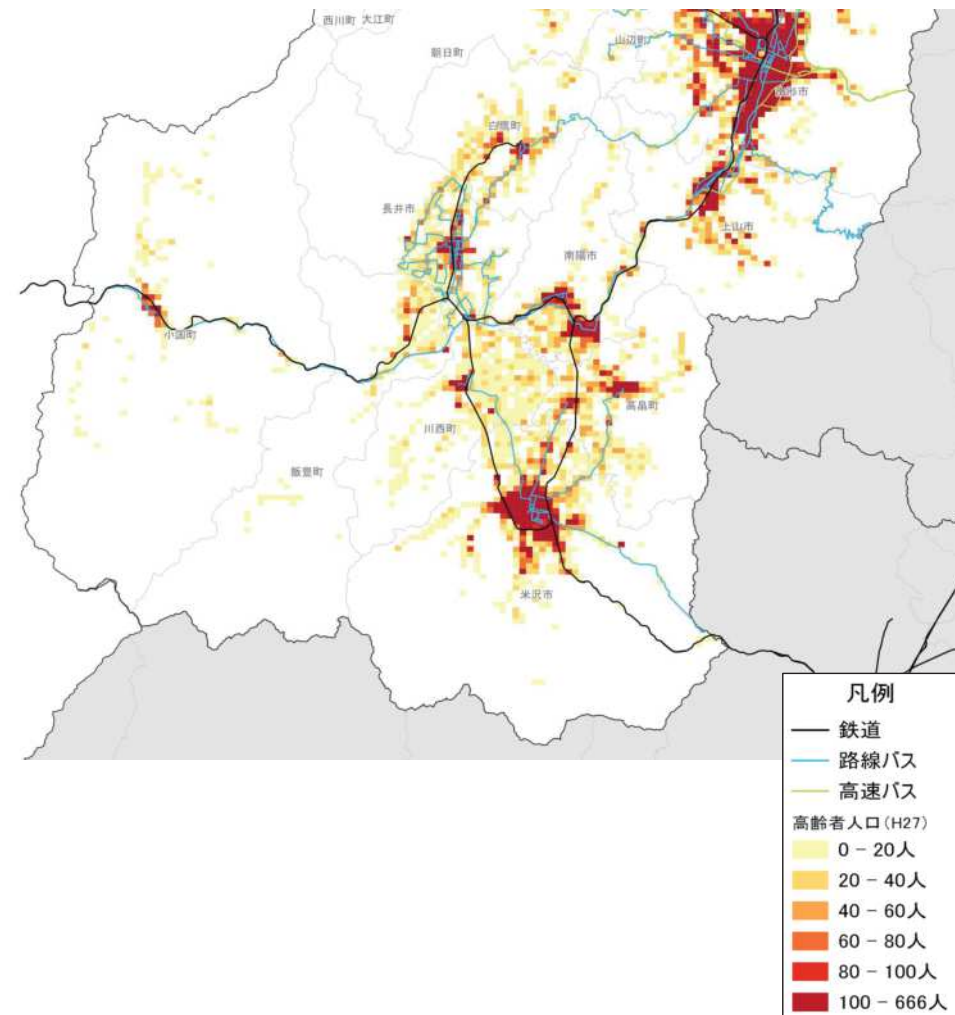 西川町 大江町
朝日町
山辺町
山形市
白鷹町
長井市
上山市
南陽市
小国町
高畠町
川西町
飯豊町
米沢市
凡例
鉄道
路線バス
高速バス
高齢者人口(H27)
0 - 20人
20 - 40人
40 - 60人
60 - 80人
80 - 100人
100 - 666人